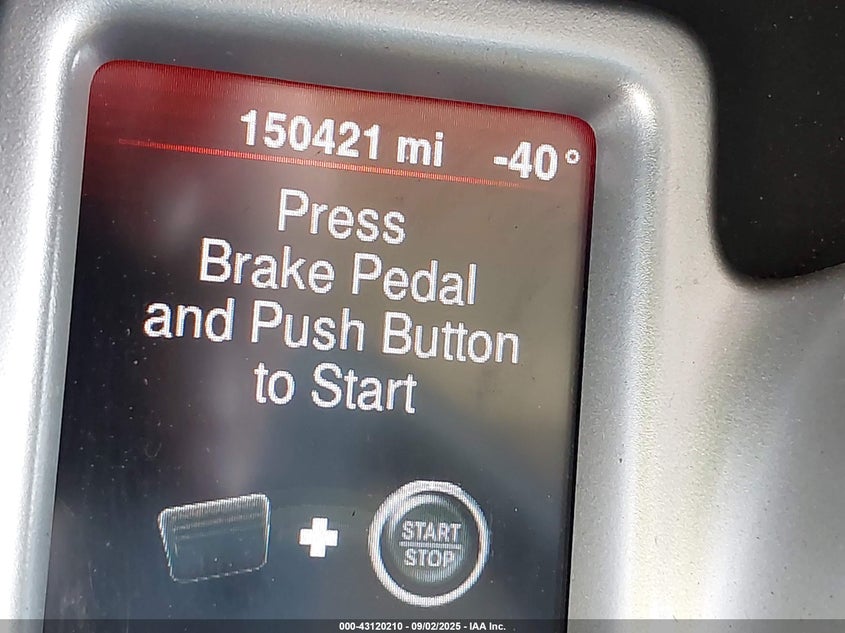 150421 mi -40°
Press
Brake Pedal
and Push Button
to Start
START
STOP
000-43120210 - 09/02/2025 - IAA Inc.